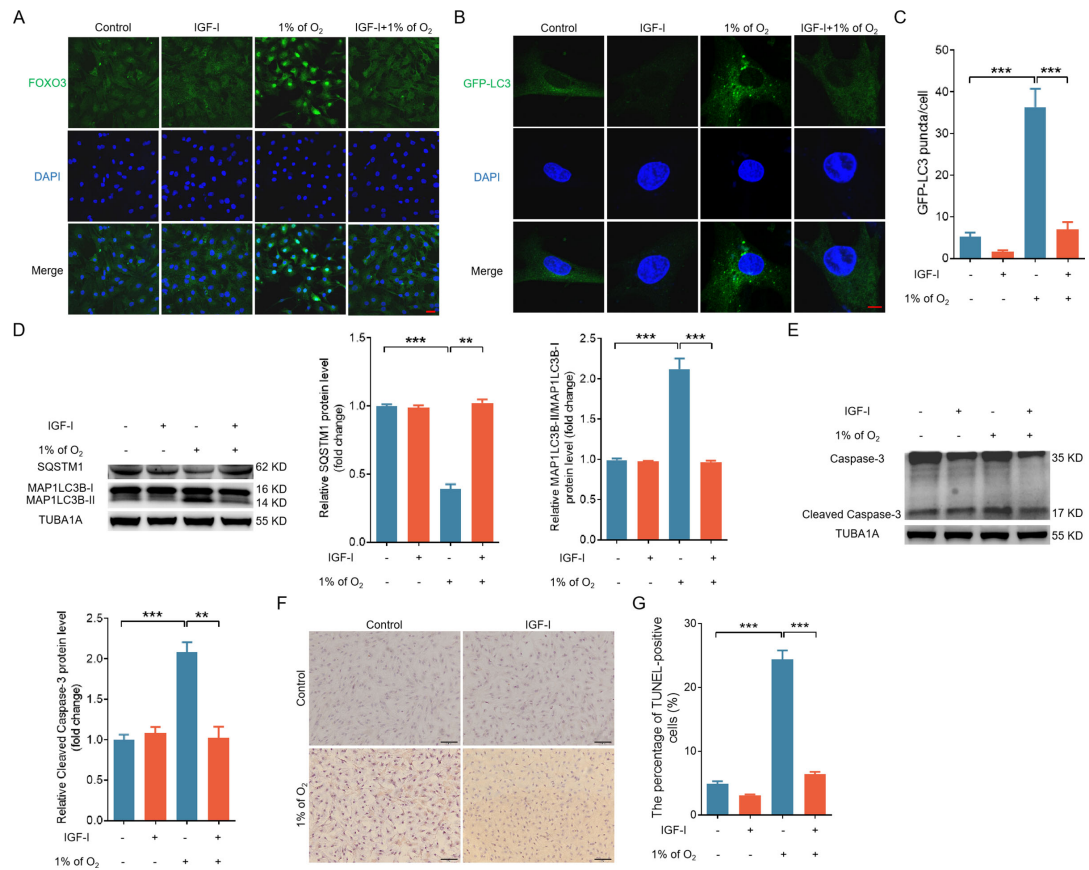 A
Control IGF-I 1% of O2 IGF-I+1% of O2
FOXO3
DAPI
Merge
B
Control IGF-I 1% of O2 IGF-I+1% of O2
GFP-LC3
DAPI
Merge
C
GFP-LC3 puncta/cell
50
40
30
20
10
0
*** ***
IGF-I - + - +
1% of O2 - - + +
D
IGF-I - + - +
1% of O2 - - + +
SQSTM1 62 KD
MAP1LC3B-I 16 KD
MAP1LC3B-II 14 KD
TUBA1A 55 KD
Relative SQSTM1 protein level
(fold change)
1.5
1.0
0.5
0.0
*** **
IGF-I - + - +
1% of O2 - - + +
Relative MAP1LC3B-II/MAP1LC3B-I
protein level (fold change)
2.5
2.0
1.5
1.0
0.5
0.0
*** ***
IGF-I - + - +
1% of O2 - - + +
E
IGF-I - + - +
1% of O2 - - + +
Caspase-3 35 KD
Cleaved Caspase-3 17 KD
TUBA1A 55 KD
Relative Cleaved Caspase-3 protein level
(fold change)
2.5
2.0
1.5
1.0
0.5
0.0
*** **
IGF-I - + - +
1% of O2 - - + +
F
Control IGF-I
Control
1% of O2
G
The percentage of TUNEL-positive
cells (%)
30
20
10
0
*** ***
IGF-I - + - +
1% of O2 - - + +